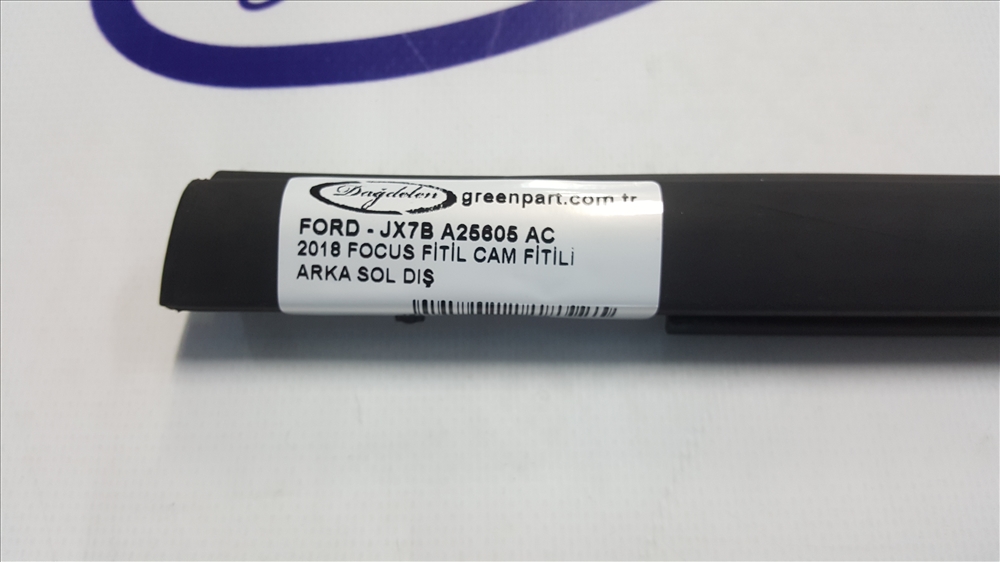 Dağdelen greenpart.com.tr
FORD - JX7B A25605 AC
2018 FOCUS FİTİL CAM FİTİLİ
ARKA SOL DIŞ